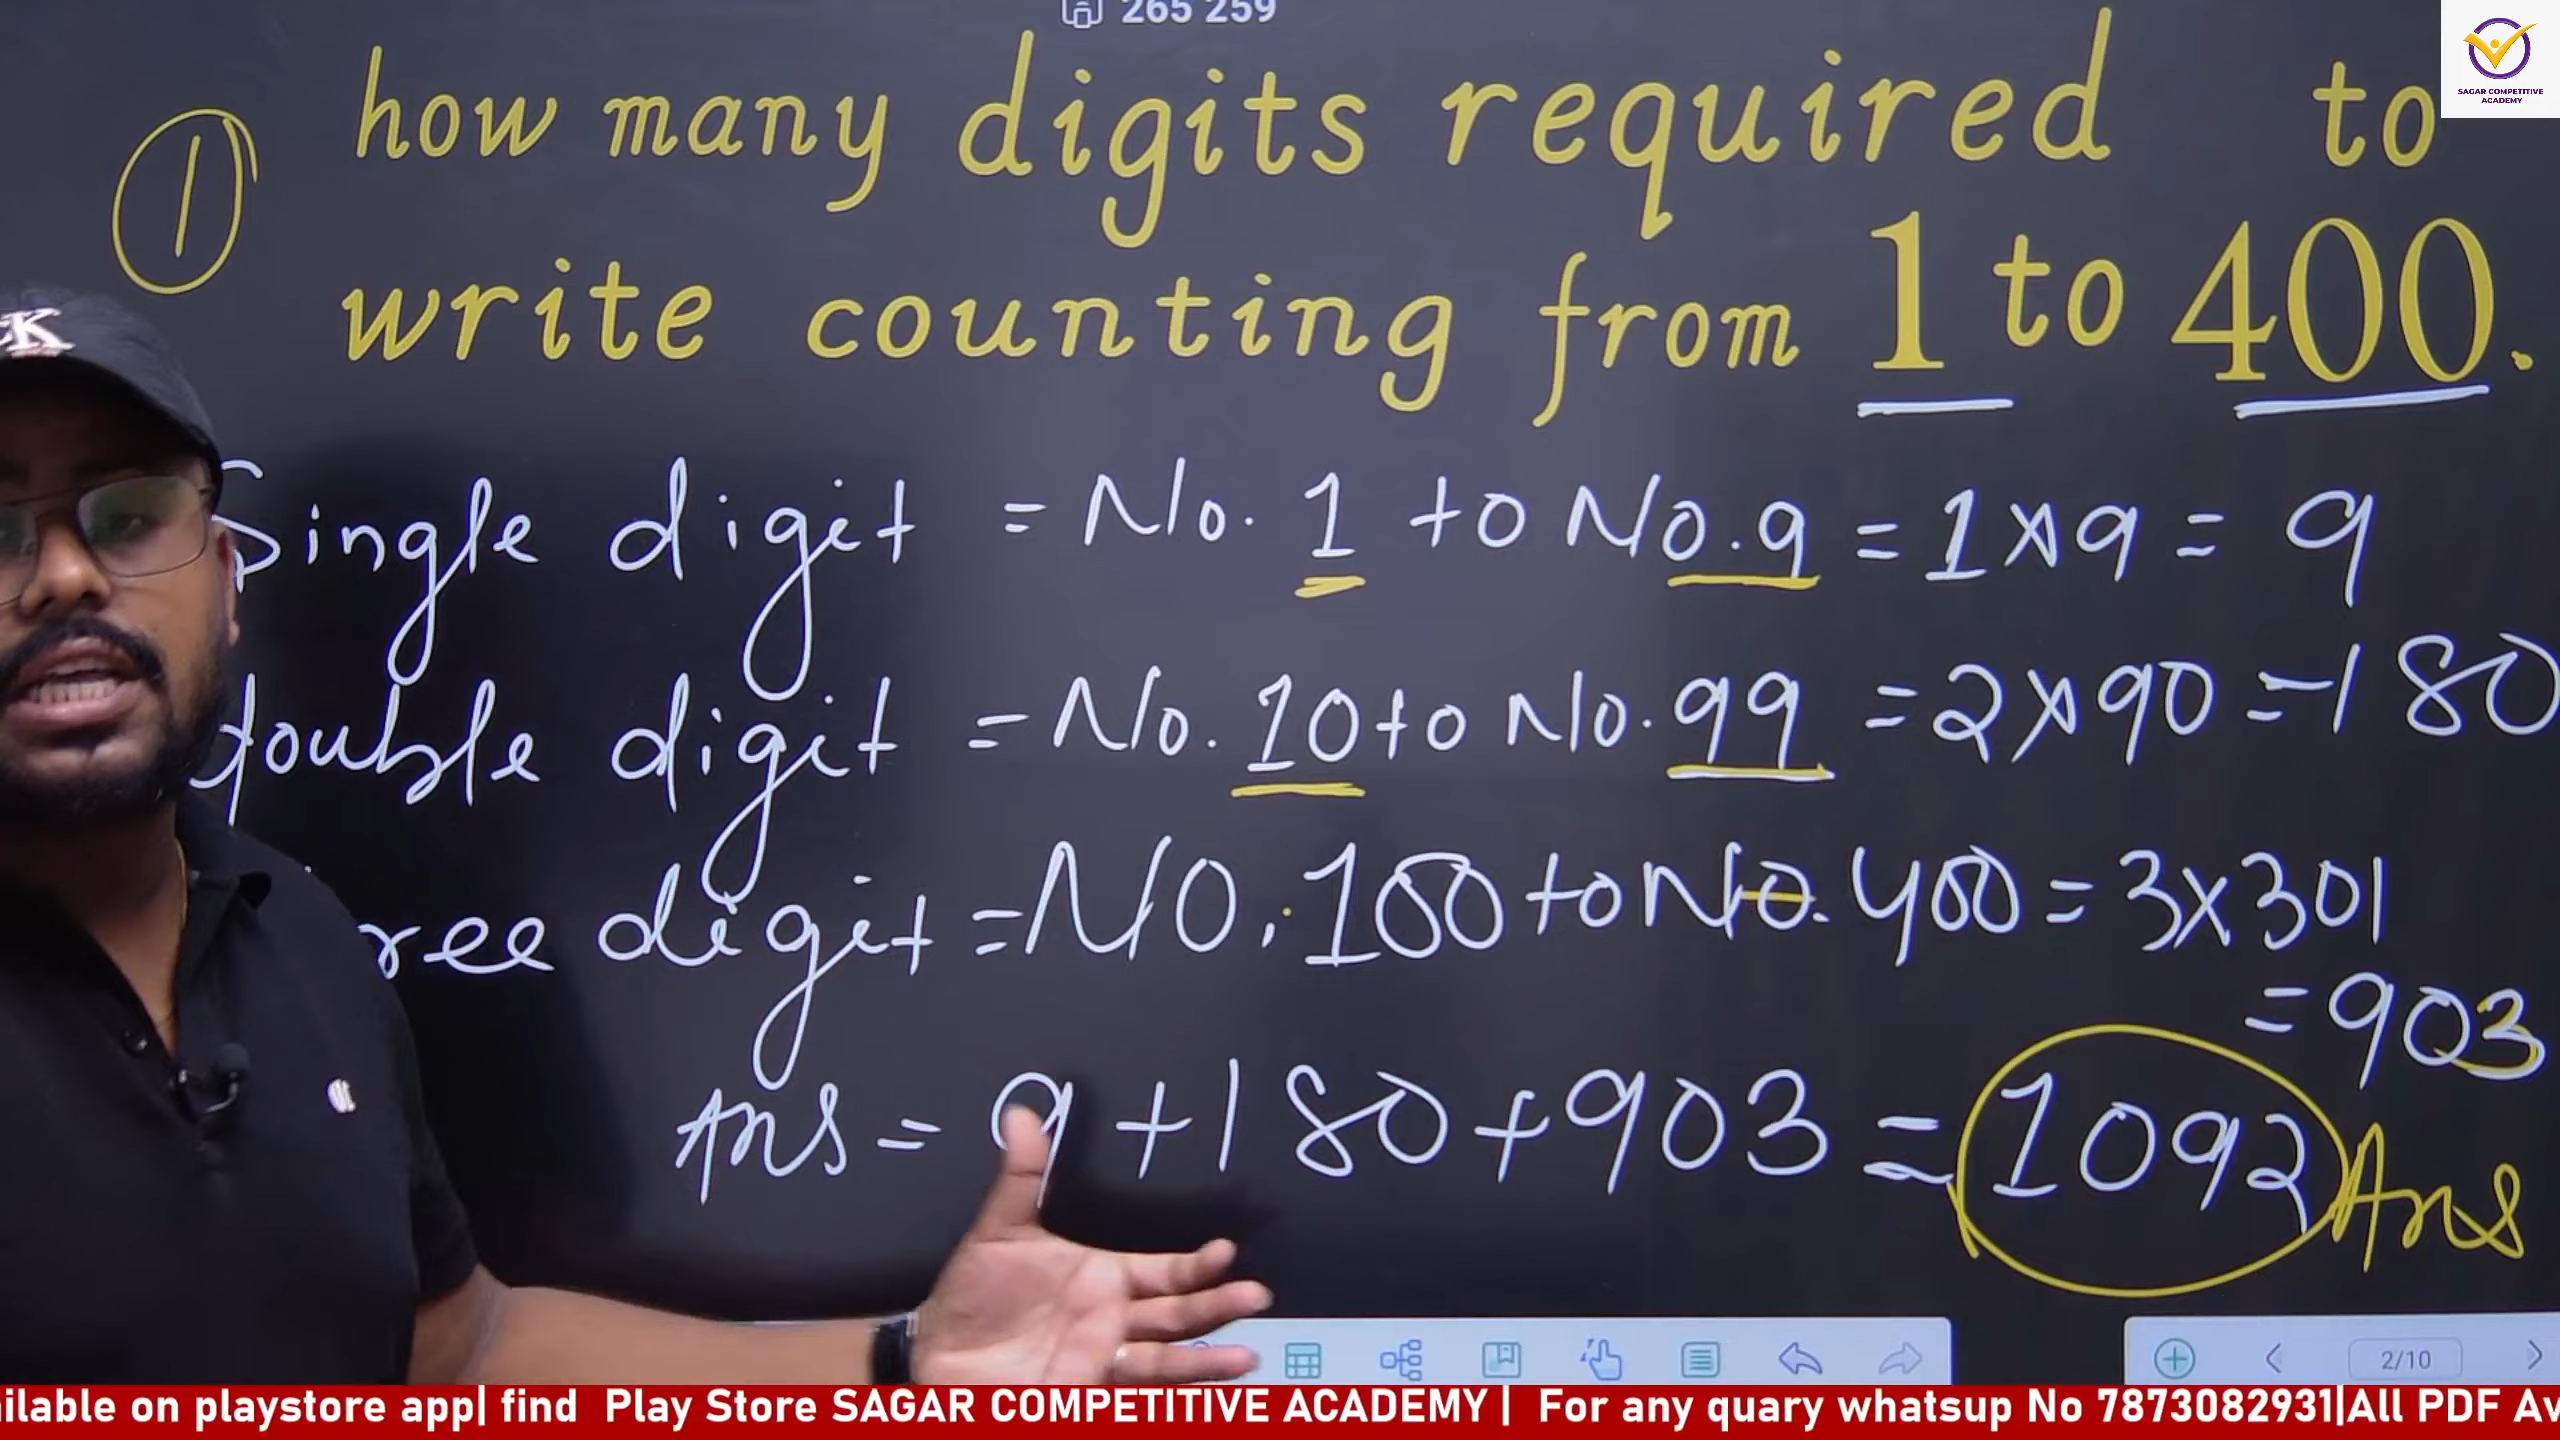 265 259
SAGAR COMPETITIVE
ACADEMY
1 how many digits required to
write counting from 1 to 400.
Single digit = No. 1 to No. 9 = 1×9 = 9
double digit = No. 10 to No. 99 = 2×90 = 180
ree digit = NO. 100 to No. 400 = 3×301
= 903
Ans = 9+180+903 = 1092 Ans
2/10
ilable on playstore app| find Play Store SAGAR COMPETITIVE ACADEMY | For any quary whatsup No 7873082931|All PDF Av